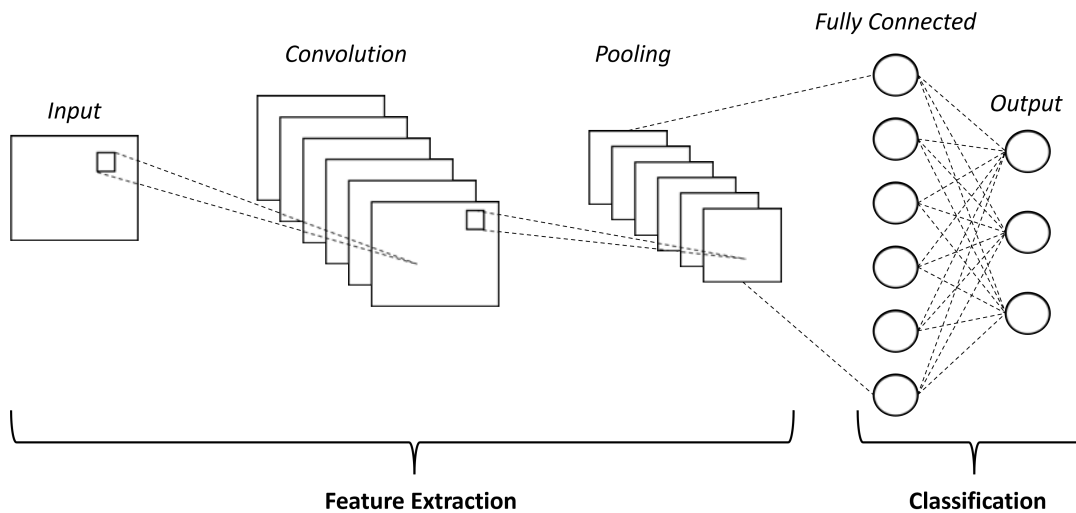 Fully Connected
Convolution
Pooling
Input
Output
Feature Extraction
Classification